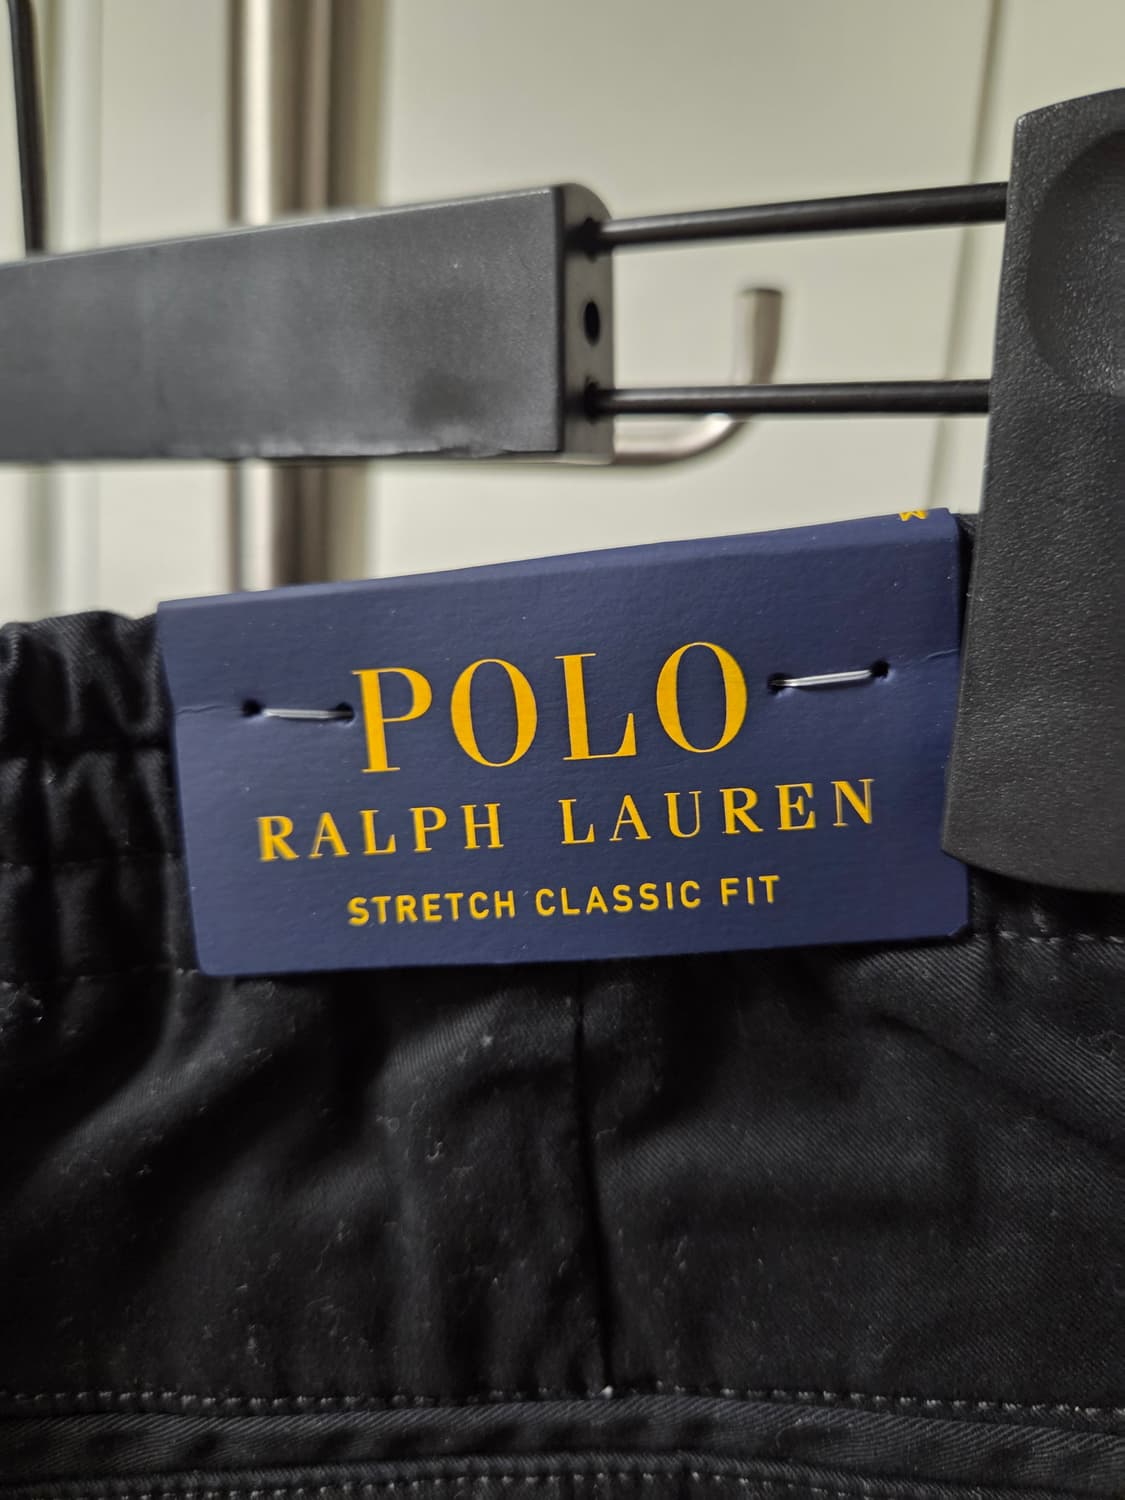 M
POLO
RALPH LAUREN
STRETCH CLASSIC FIT